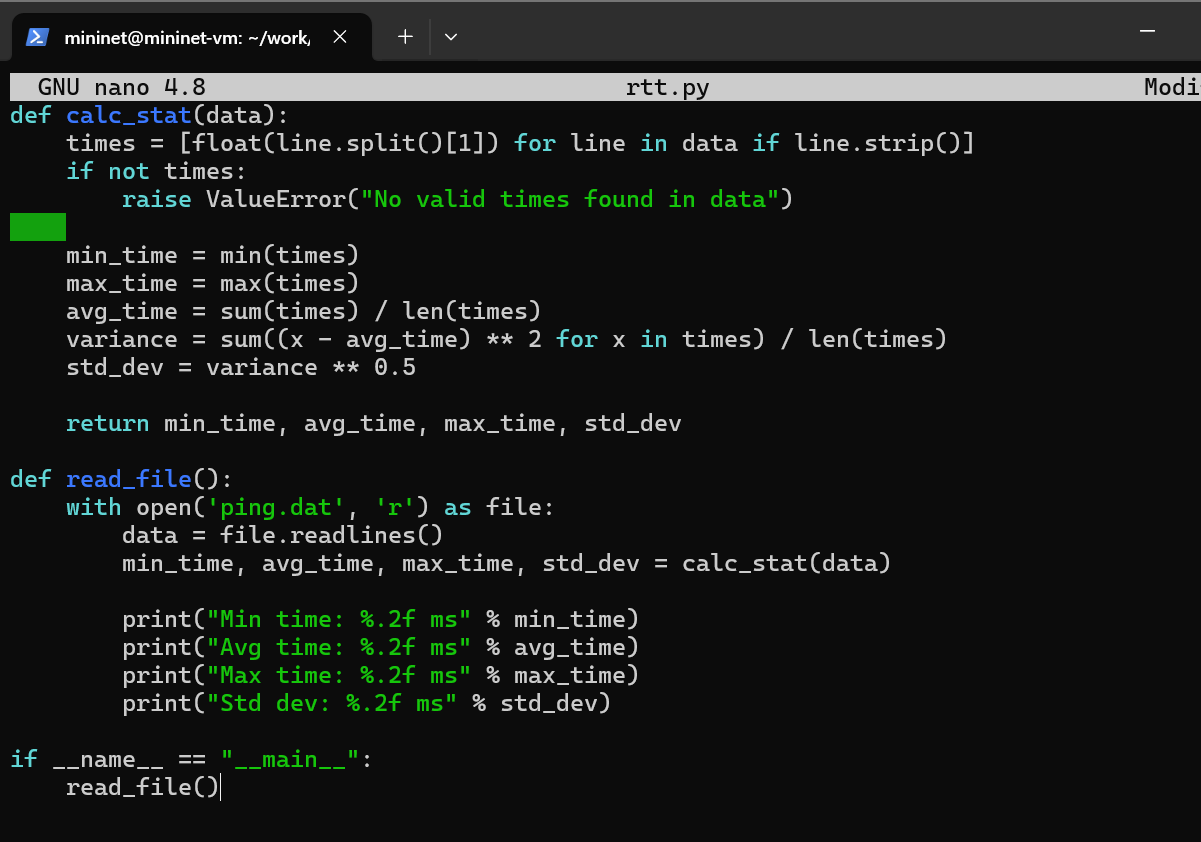 mininet@mininet-vm: ~/work/
GNU nano 4.8 rtt.py Modi
def calc_stat(data):
    times = [float(line.split()[1]) for line in data if line.strip()]
    if not times:
        raise ValueError("No valid times found in data")
    min_time = min(times)
    max_time = max(times)
    avg_time = sum(times) / len(times)
    variance = sum((x - avg_time) ** 2 for x in times) / len(times)
    std_dev = variance ** 0.5
    return min_time, avg_time, max_time, std_dev
def read_file():
    with open('ping.dat', 'r') as file:
        data = file.readlines()
        min_time, avg_time, max_time, std_dev = calc_stat(data)
        print("Min time: %.2f ms" % min_time)
        print("Avg time: %.2f ms" % avg_time)
        print("Max time: %.2f ms" % max_time)
        print("Std dev: %.2f ms" % std_dev)
if __name__ == "__main__":
    read_file()